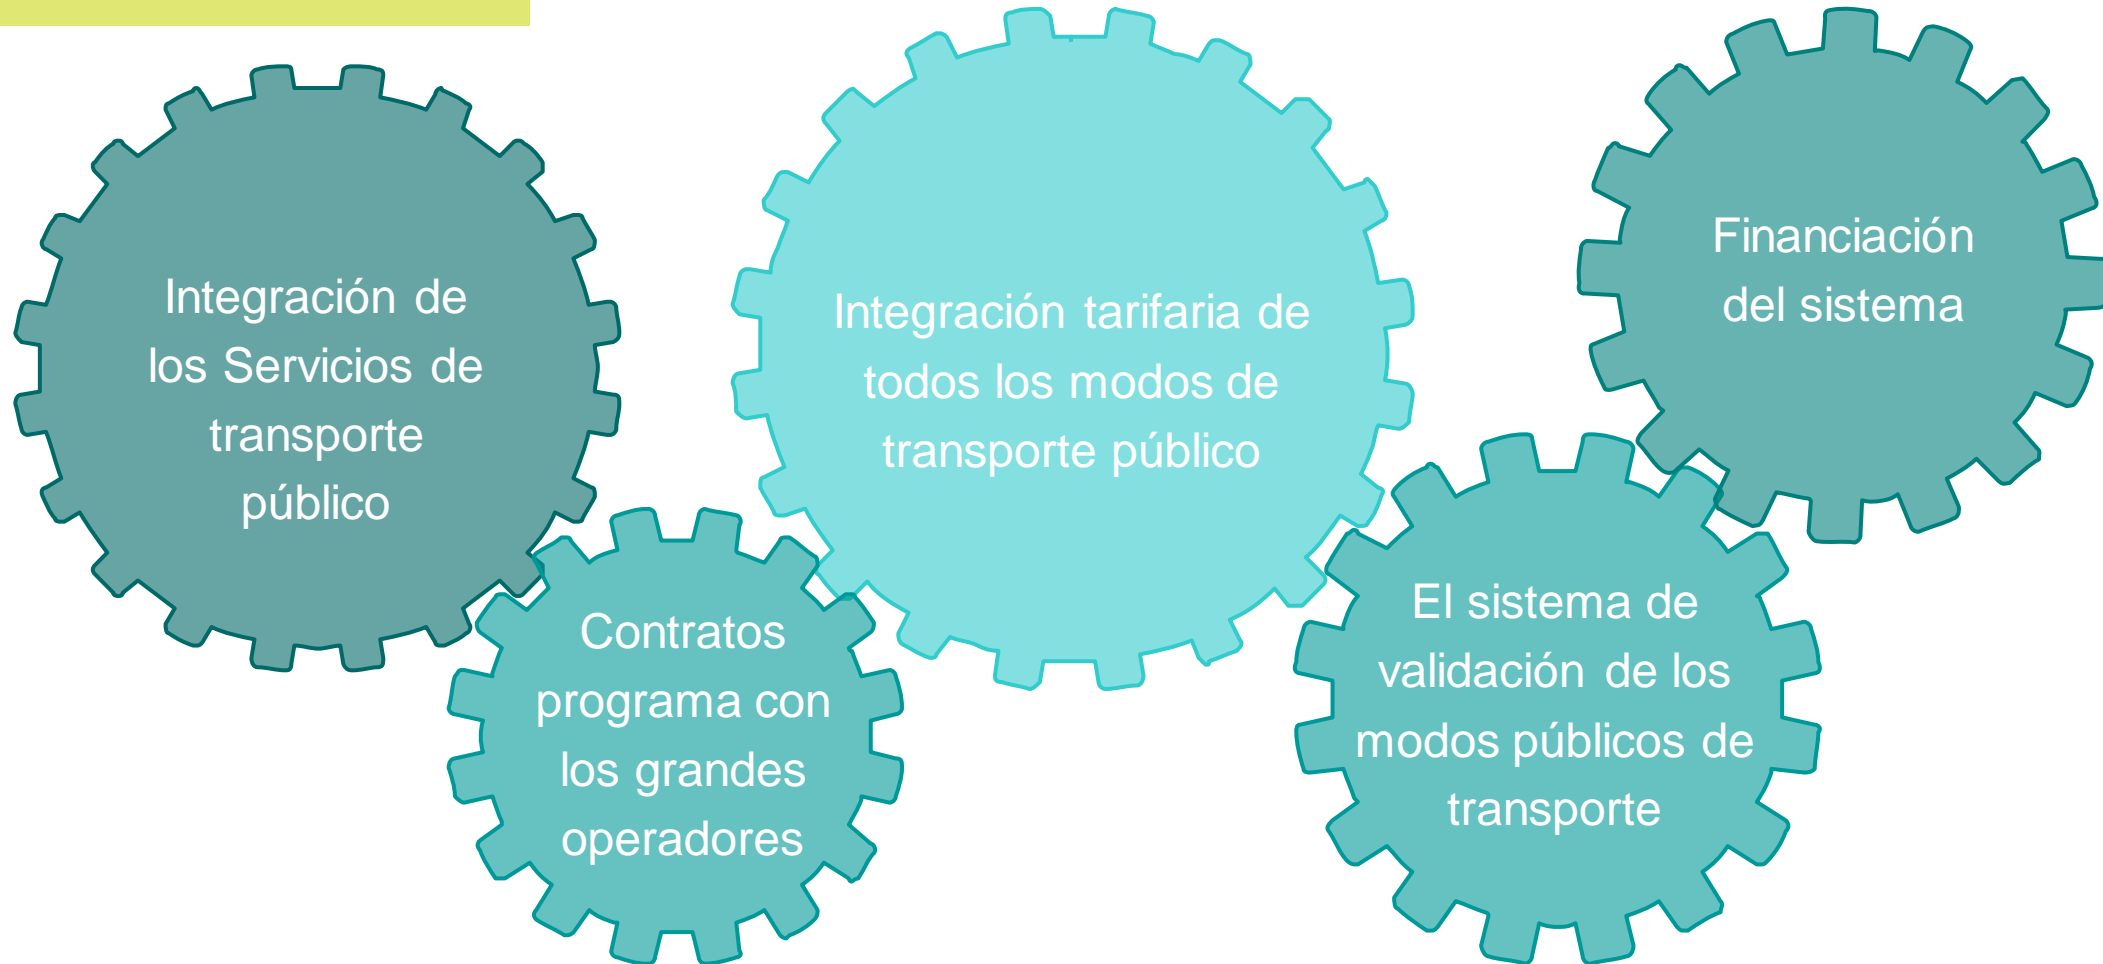 Integración de
los Servicios de
transporte
público
Contratos
programa con
los grandes
operadores
Integración tarifaria de
todos los modos de
transporte público
El sistema de
validación de los
modos públicos de
transporte
Financiación
del sistema